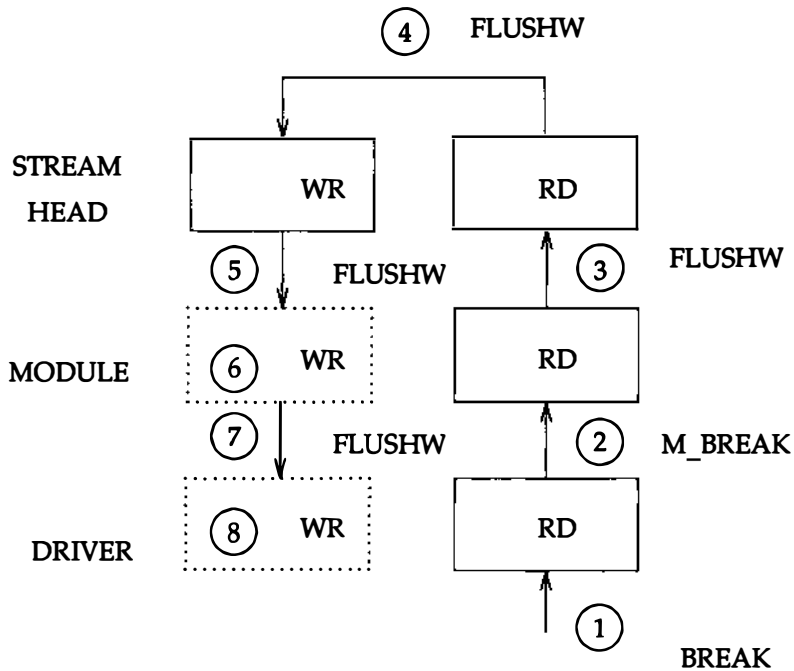 4 FLUSHW
STREAM
HEAD
WR
RD
5 FLUSHW
3 FLUSHW
MODULE
6 WR
RD
7 FLUSHW
2 M_BREAK
DRIVER
8 WR
RD
1
BREAK